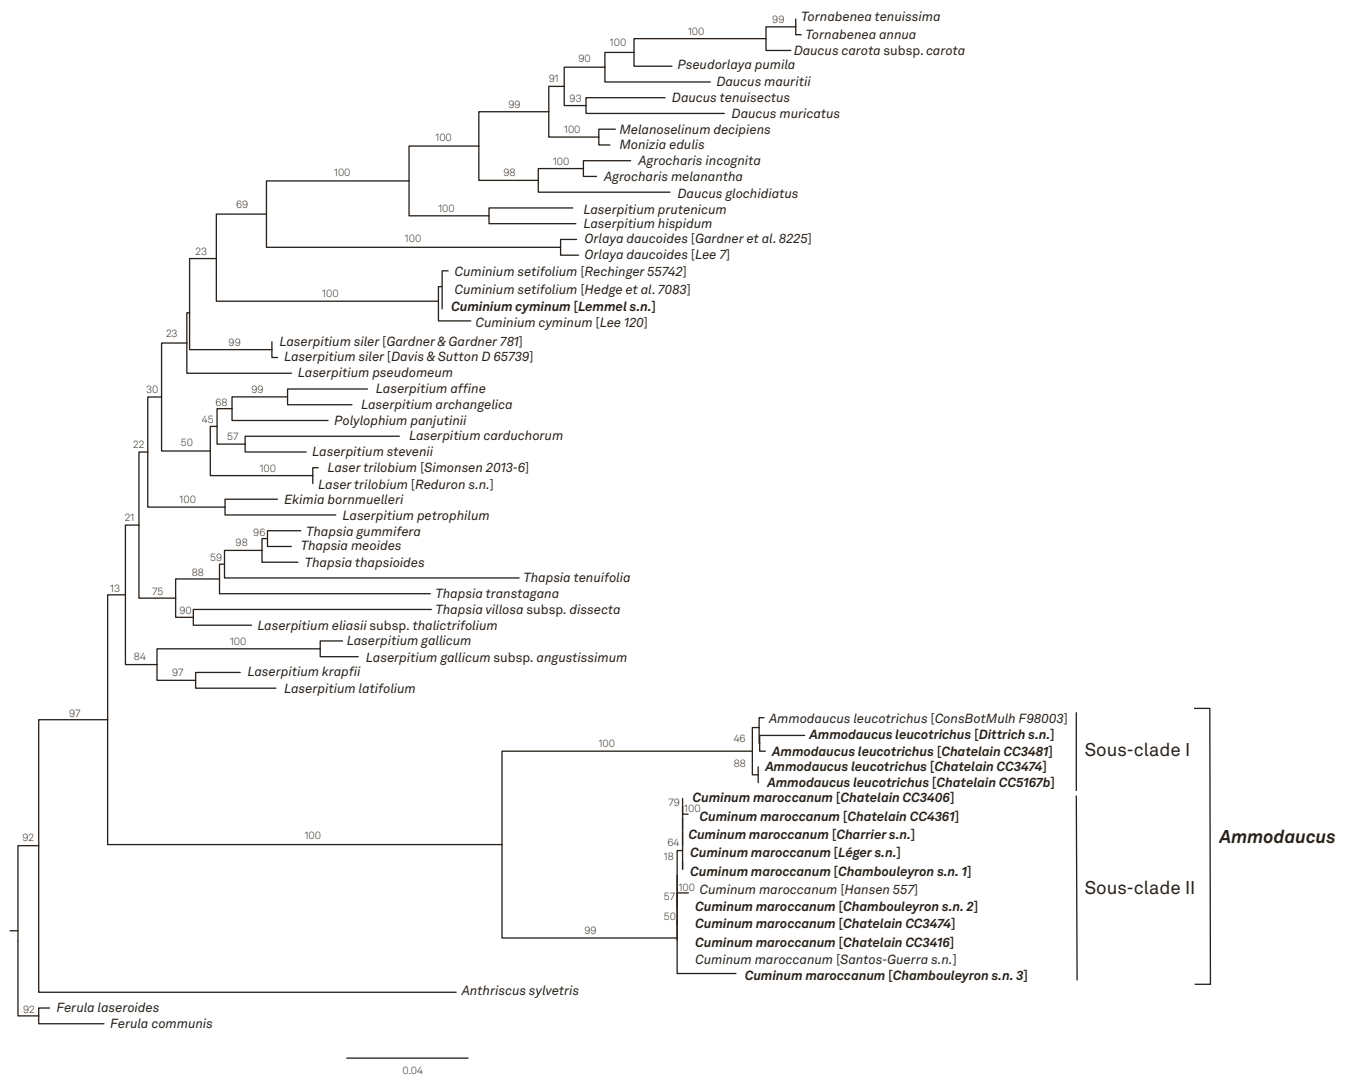 99
Tornabenea tenuissima
Tornabenea annua
100
Daucus carota subsp. carota
100
Pseudorlaya pumila
90
Daucus mauritii
91
Daucus tenuisectus
93
99
Daucus muricatus
Melanoselinum decipiens
100
Monizia edulis
100
Agrocharis incognita
100
Agrocharis melanantha
98
100
Daucus glochidiatus
Laserpitium prutenicum
100
Laserpitium hispidum
69
Orlaya daucoides [Gardner et al. 8225]
100
Orlaya daucoides [Lee 7]
23
Cuminium setifolium [Rechinger 55742]
Cuminium setifolium [Hedge et al. 7083]
100
Cuminium cyminum [Lemmel s.n.]
Cuminium cyminum [Lee 120]
23
Laserpitium siler [Gardner & Gardner 781]
99
Laserpitium siler [Davis & Sutton D 65739]
Laserpitium pseudomeum
30
99
Laserpitium affine
68
Laserpitium archangelica
45
Polylophium panjutinii
57
Laserpitium carduchorum
50
Laserpitium stevenii
22
100
Laser trilobium [Simonsen 2013-6]
Laser trilobium [Reduron s.n.]
100
Ekimia bornmuelleri
Laserpitium petrophilum
21
96
Thapsia gummifera
98
Thapsia meoides
59
Thapsia thapsioides
88
Thapsia tenuifolia
75
Thapsia transtagana
90
Thapsia villosa subsp. dissecta
13
Laserpitium eliasii subsp. thalictrifolium
100
Laserpitium gallicum
84
Laserpitium gallicum subsp. angustissimum
97
Laserpitium krapfii
Laserpitium latifolium
97
Ammodaucus leucotrichus [ConsBotMulh F98003]
46
Ammodaucus leucotrichus [Dittrich s.n.]
100
Ammodaucus leucotrichus [Chatelain CC3481]
Sous-clade I
88
Ammodaucus leucotrichus [Chatelain CC3474]
Ammodaucus leucotrichus [Chatelain CC5167b]
79
Cuminum maroccanum [Chatelain CC3406]
100
Cuminum maroccanum [Chatelain CC4361]
100
Cuminum maroccanum [Charrier s.n.]
Ammodaucus
64
18
Cuminum maroccanum [Léger s.n.]
Cuminum maroccanum [Chambouleyron s.n. 1]
92
100
Cuminum maroccanum [Hansen 557]
Sous-clade II
57
Cuminum maroccanum [Chambouleyron s.n. 2]
50
Cuminum maroccanum [Chatelain CC3474]
99
Cuminum maroccanum [Chatelain CC3416]
Cuminum maroccanum [Santos-Guerra s.n.]
Cuminum maroccanum [Chambouleyron s.n. 3]
Anthriscus sylvetris
92
Ferula laseroides
Ferula communis
0.04